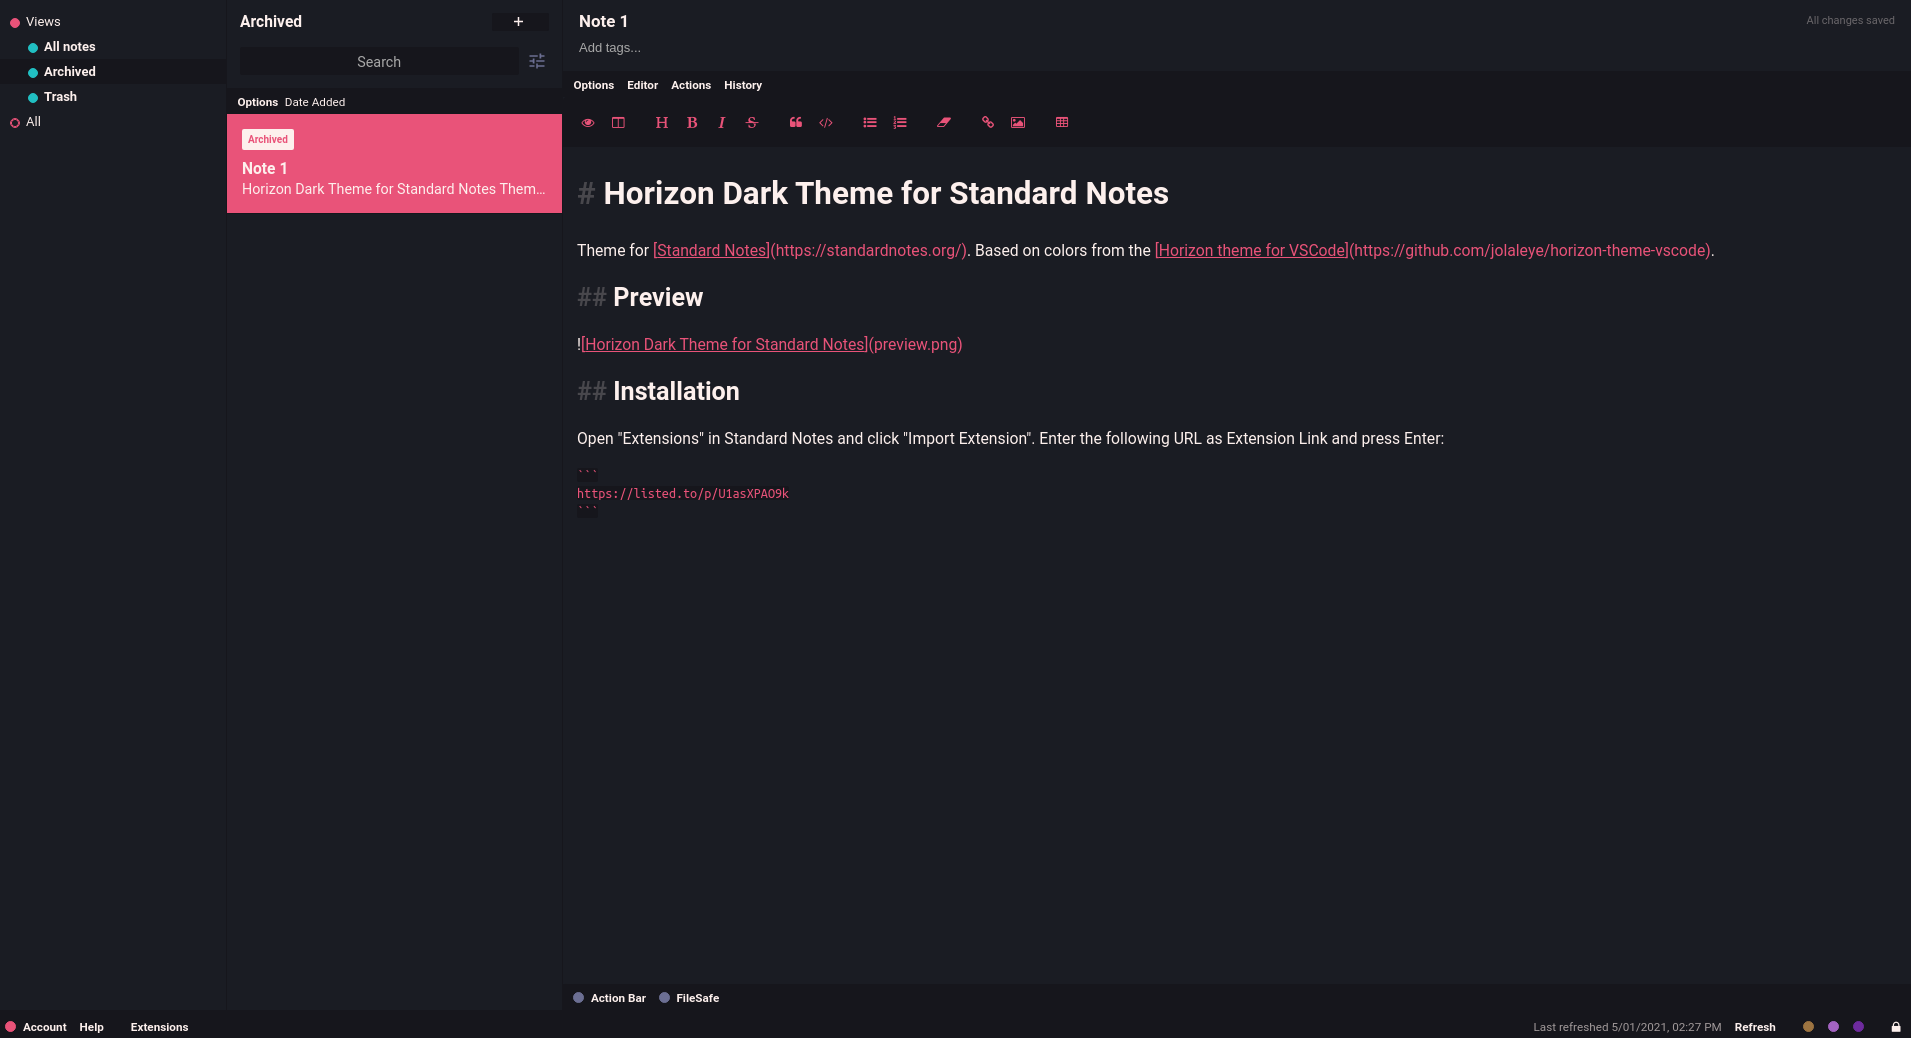 Views
All notes
Archived
Trash
All
Archived
+
Search
Options Date Added
Archived
Note 1
Horizon Dark Theme for Standard Notes Them...
Note 1
All changes saved
Add tags...
Options Editor Actions History
# Horizon Dark Theme for Standard Notes
Theme for [Standard Notes](https://standardnotes.org/). Based on colors from the [Horizon theme for VSCode](https://github.com/jolaleye/horizon-theme-vscode).
## Preview
![Horizon Dark Theme for Standard Notes](preview.png)
## Installation
Open "Extensions" in Standard Notes and click "Import Extension". Enter the following URL as Extension Link and press Enter:
```
https://listed.to/p/U1asXPAO9k
```
Action Bar FileSafe
Account Help Extensions
Last refreshed 5/01/2021, 02:27 PM Refresh